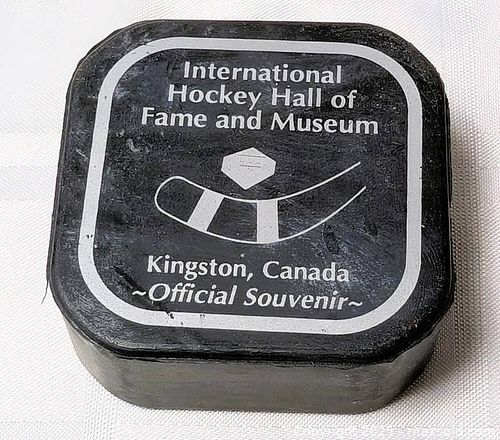 International
Hockey Hall of
Fame and Museum
Kingston, Canada
~Official Souvenir~